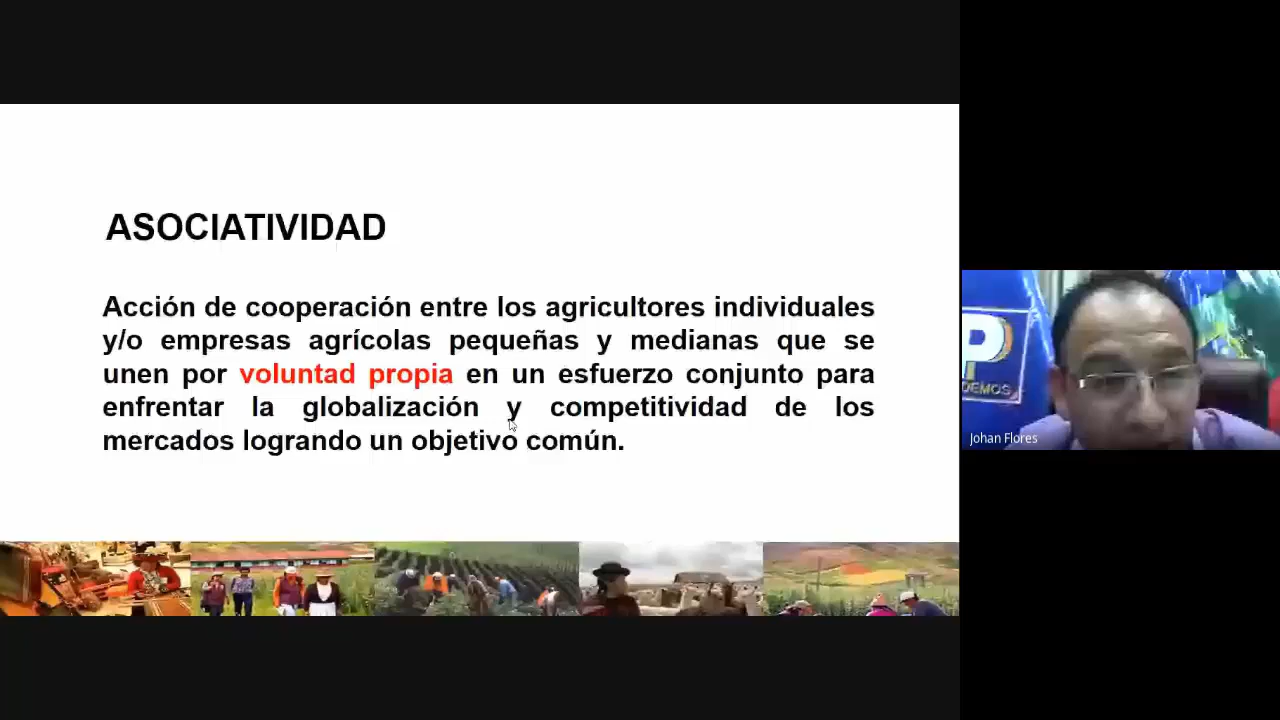 ASOCIATIVIDAD
Acción de cooperación entre los agricultores individuales
y/o empresas agrícolas pequeñas y medianas que se
unen por voluntad propia en un esfuerzo conjunto para
enfrentar la globalización y competitividad de los
mercados logrando un objetivo común.
P
DEMOS
Johan Flores